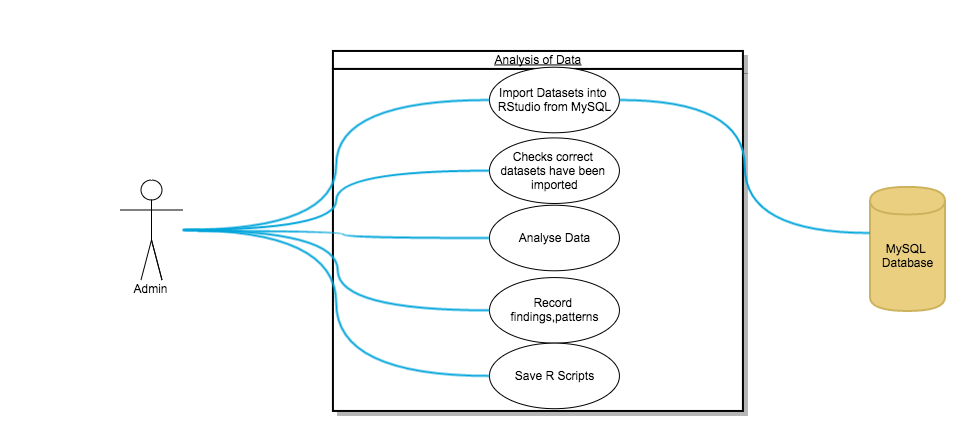 Analysis of Data
Import Datasets into
RStudio from MySQL
Checks correct
datasets have been
imported
Analyse Data
Record
findings,patterns
Save R Scripts
Admin
MySQL
Database